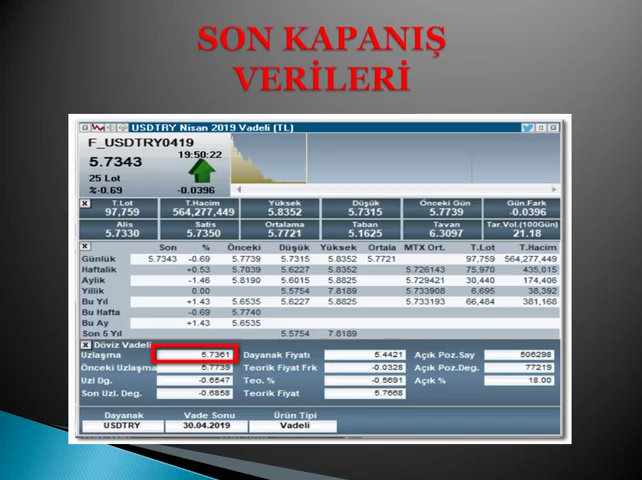 SON KAPANIŞ
VERİLERİ
USDTRY Nisan 2019 Vadeli (TL)
F_USDTRY0419
5.7343 19:50:22
25 Lot
%-0.69 -0.0396
T.Lot T.Hacim Yüksek Düşük Önceki Gün Gün.Fark
97,759 564,277,449 5.8352 5.7315 5.7739 -0.0396
Alis Satis Ortalama Taban Tavan Tar.Vol.(100Gün)
5.7330 5.7350 5.7721 5.1625 6.3097 21.18
Son % Önceki Düşük Yüksek Ortala MTX Ort. T.Lot T.Hacim
Günlük 5.7343 -0.69 5.7739 5.7315 5.8352 5.7721 97,759 564,277,449
Haftalik +0.53 5.7039 5.6227 5.8352 5.726143 75,970 435,015
Aylik -1.46 5.8190 5.6015 5.8825 5.729421 30,440 174,406
Yillik 0.00 5.5754 7.8189 5.733908 6,695 38,392
Bu Yıl +1.43 5.6535 5.6227 5.8825 5.733193 66,484 381,168
Bu Hafta -0.69 5.7740
Bu Ay +1.43 5.6535
Son 5 Yıl 5.5754 7.8189
Döviz Vadeli
Uzlaşma 5.7361 Dayanak Fiyatı 5.4421 Açık Poz.Say 506298
Önceki Uzlaşma 5.7739 Teorik Fiyat Frk -0.0328 Açık Poz.Deg. 77219
Uzl Dg. -0.6547 Teo. % -0.5691 Açık % 18.00
Son Uzl. Deg. -0.6858 Teorik Fiyat 5.7668
Dayanak Vade Sonu Ürün Tipi
USDTRY 30.04.2019 Vadeli